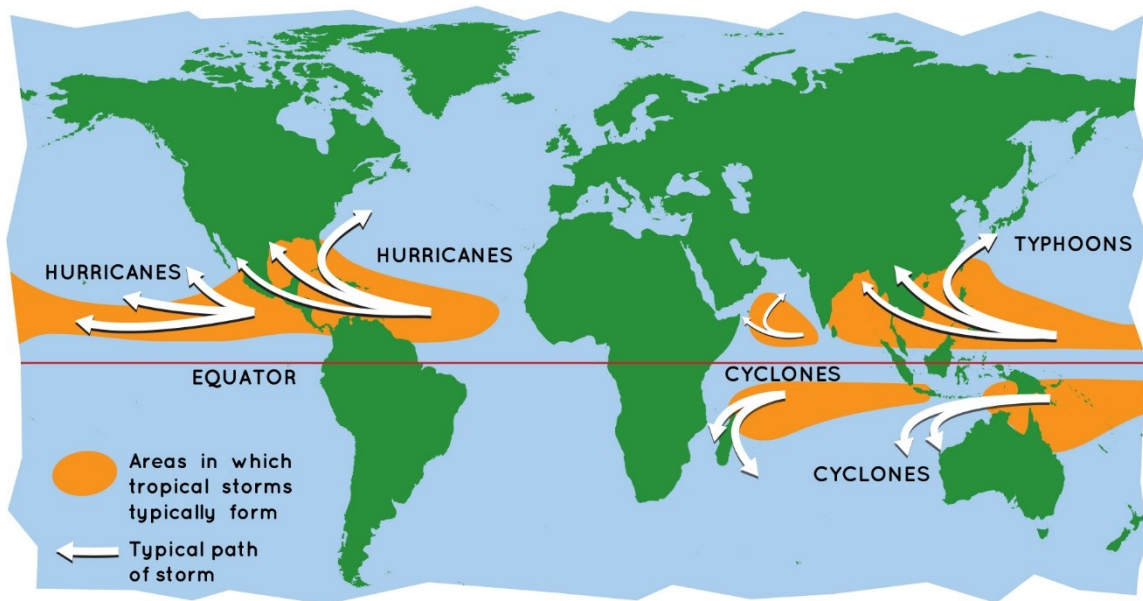 HURRICANES
HURRICANES
TYPHOONS
EQUATOR
CYCLONES
CYCLONES
Areas in which
tropical storms
typically form
Typical path
of storm